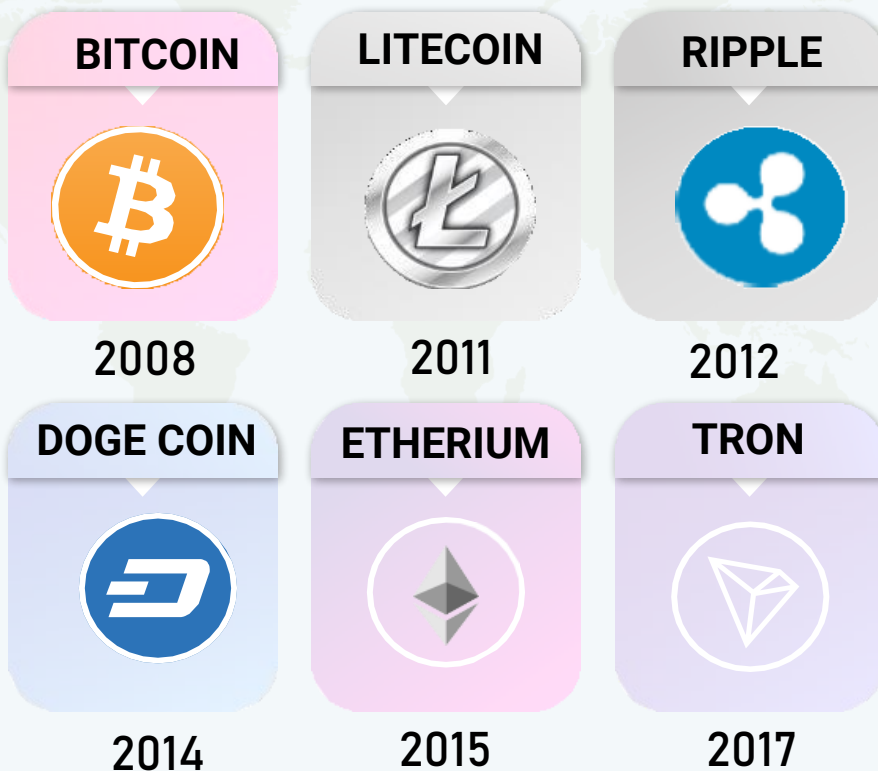 BITCOIN
LITECOIN
RIPPLE
2008
2011
2012
DOGE COIN
ETHERIUM
TRON
2014
2015
2017